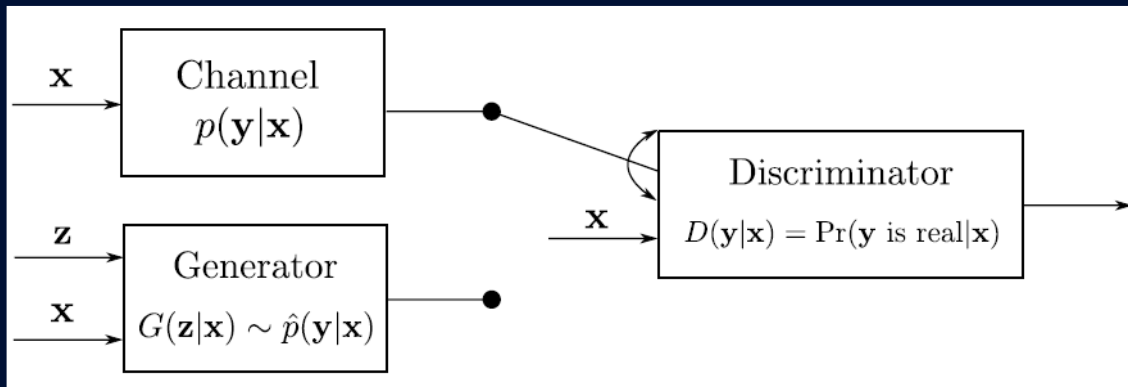 x
Channel
p(y|x)
z
x
Generator
G(z|x) ∼ p̂(y|x)
x
Discriminator
D(y|x) = Pr(y is real|x)